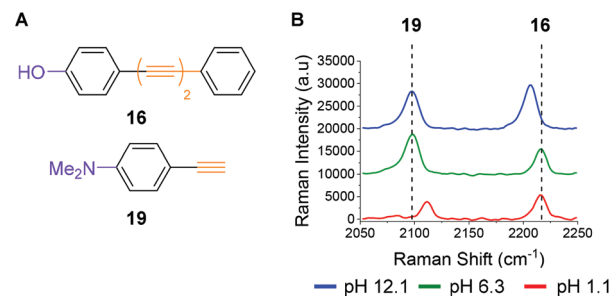 A
HO
2
16
Me2N
19
B
19 16
Raman Intensity (a.u)
35000
30000
25000
20000
15000
10000
5000
0
2050 2100 2150 2200 2250
Raman Shift (cm-1)
pH 12.1 pH 6.3 pH 1.1